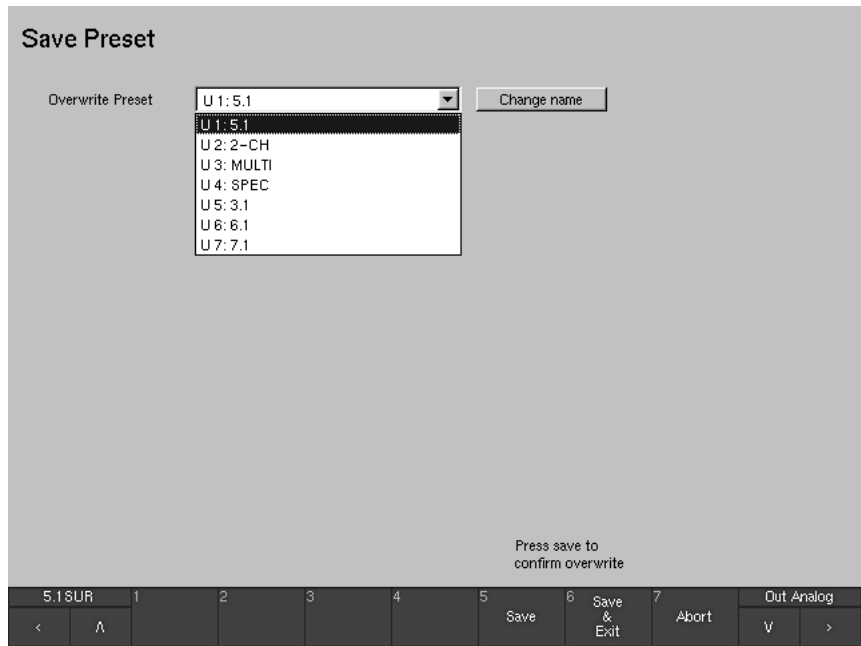 Save Preset
Overwrite Preset
U 1: 5.1
Change name
U 1: 5.1
U 2: 2-CH
U 3: MULTI
U 4: SPEC
U 5: 3.1
U 6: 6.1
U 7: 7.1
Press save to
confirm overwrite
5.1SUR
1
2
3
4
5
Save
6
Save
&
Exit
7
Abort
Out Analog
<
Λ
V
>